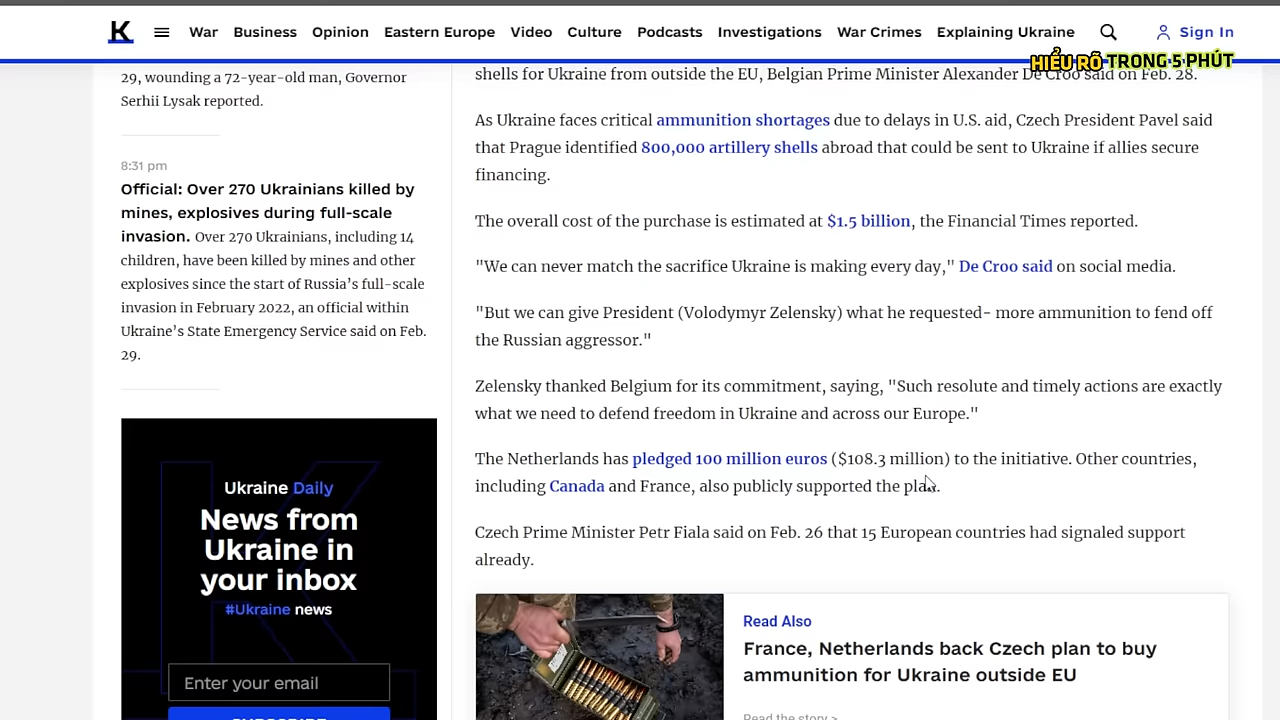 K War Business Opinion Eastern Europe Video Culture Podcasts Investigations War Crimes Explaining Ukraine Sign In
HIỂU RÕ TRONG 5 PHÚT
29, wounding a 72-year-old man, Governor
Serhii Lysak reported.
8:31 pm
Official: Over 270 Ukrainians killed by
mines, explosives during full-scale
invasion. Over 270 Ukrainians, including 14
children, have been killed by mines and other
explosives since the start of Russia’s full-scale
invasion in February 2022, an official within
Ukraine’s State Emergency Service said on Feb.
29.
Ukraine Daily
News from
Ukraine in
your inbox
#Ukraine news
Enter your email
SUBSCRIBE
shells for Ukraine from outside the EU, Belgian Prime Minister Alexander De Croo said on Feb. 28.
As Ukraine faces critical ammunition shortages due to delays in U.S. aid, Czech President Pavel said
that Prague identified 800,000 artillery shells abroad that could be sent to Ukraine if allies secure
financing.
The overall cost of the purchase is estimated at $1.5 billion, the Financial Times reported.
"We can never match the sacrifice Ukraine is making every day," De Croo said on social media.
"But we can give President (Volodymyr Zelensky) what he requested- more ammunition to fend off
the Russian aggressor."
Zelensky thanked Belgium for its commitment, saying, "Such resolute and timely actions are exactly
what we need to defend freedom in Ukraine and across our Europe."
The Netherlands has pledged 100 million euros ($108.3 million) to the initiative. Other countries,
including Canada and France, also publicly supported the plan.
Czech Prime Minister Petr Fiala said on Feb. 26 that 15 European countries had signaled support
already.
Read Also
France, Netherlands back Czech plan to buy
ammunition for Ukraine outside EU
Read the story >